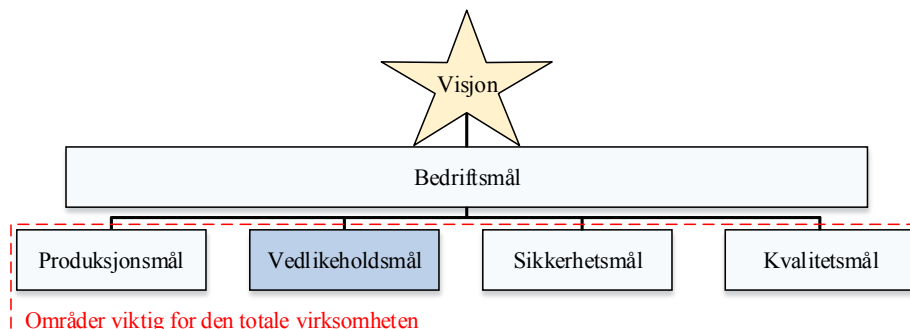 Visjon
Bedriftsmål
Produksjonsmål
Vedlikeholdsmål
Sikkerhetsmål
Kvalitetsmål
Områder viktig for den totale virksomheten